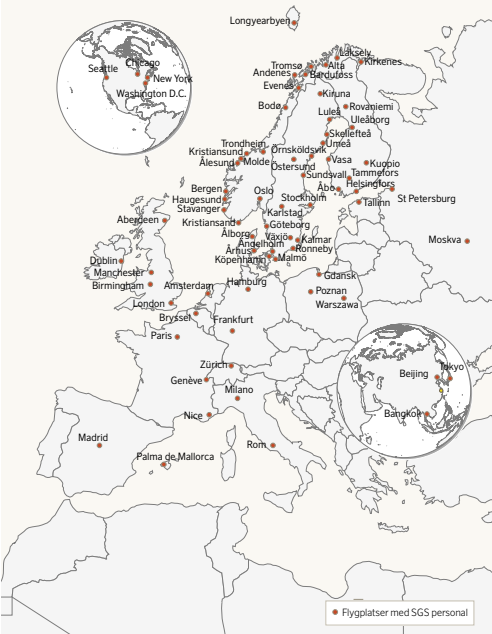 Longyearbyen
Lakselv
Tromsø
Alta
Kirkenes
Andenes
Bardufoss
Evenes
Kiruna
Bodø
Rovaniemi
Luleå
Uleåborg
Skellefteå
Umeå
Trondheim
Kristiansund
Molde
Ålesund
Örnsköldsvik
Östersund
Vasa
Kuopio
Sundsvall
Tammefors
Helsingfors
Åbo
Bergen
Haugesund
Stavanger
Oslo
Stockholm
Tallinn
St Petersburg
Karlstad
Kristiansand
Göteborg
Aberdeen
Ålborg
Växjö
Kalmar
Ronneby
Ängelholm
Århus
Köpenhamn
Malmö
Moskva
Dublin
Manchester
Birmingham
Amsterdam
Hamburg
Gdansk
Poznan
Warszawa
London
Bryssel
Frankfurt
Paris
Zürich
Genève
Milano
Nice
Madrid
Palma de Mallorca
Rom
Seattle
Chicago
New York
Washington D.C.
Tokyo
Beijing
Bangkok
Flygplatser med SGS personal